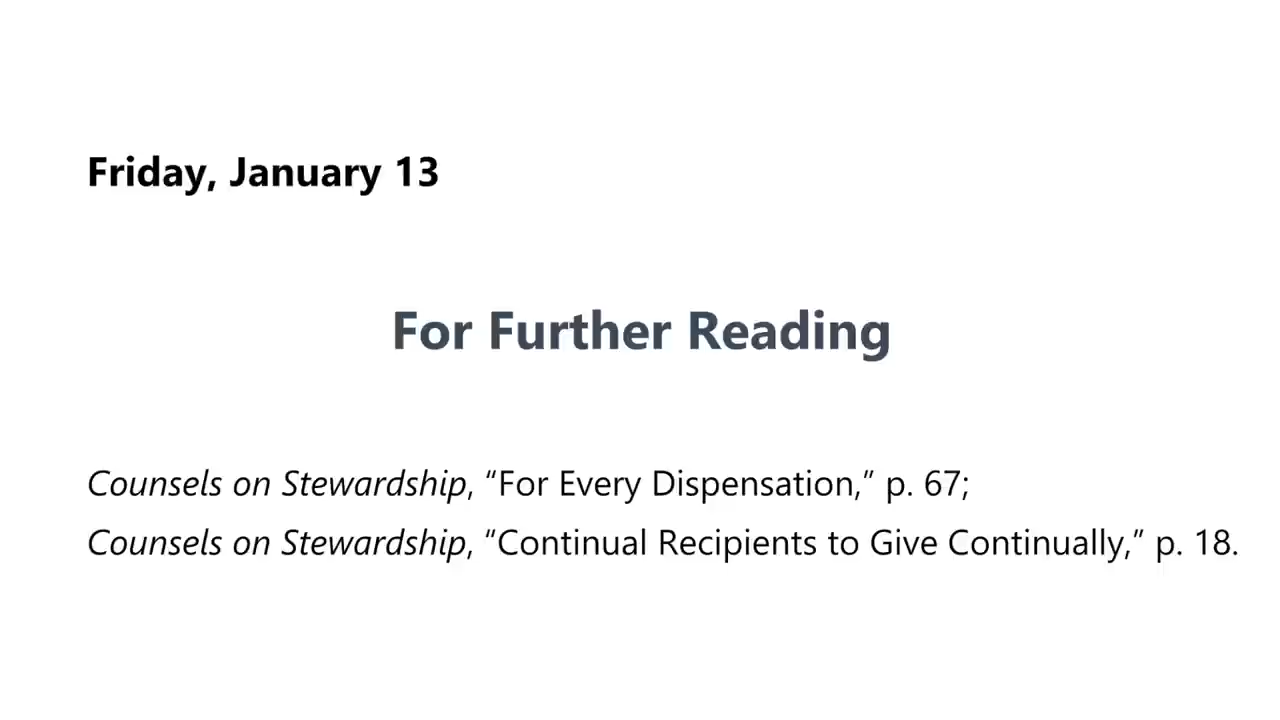 Friday, January 13
For Further Reading
Counsels on Stewardship, “For Every Dispensation,” p. 67;
Counsels on Stewardship, “Continual Recipients to Give Continually,” p. 18.